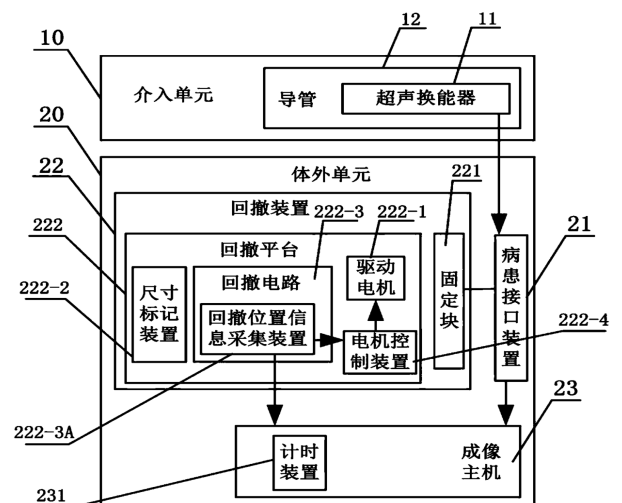 12
11
10
介入单元
导管
超声换能器
20
体外单元
22
221
回撤装置
222-3
222-1
222
回撤平台
21
222-2
尺寸
标记
装置
回撤电路
驱动
电机
固
定
块
病
患
接
口
装
置
回撤位置信
息采集装置
电机控
制装置
222-4
222-3A
23
计时
装置
成像
主机
231